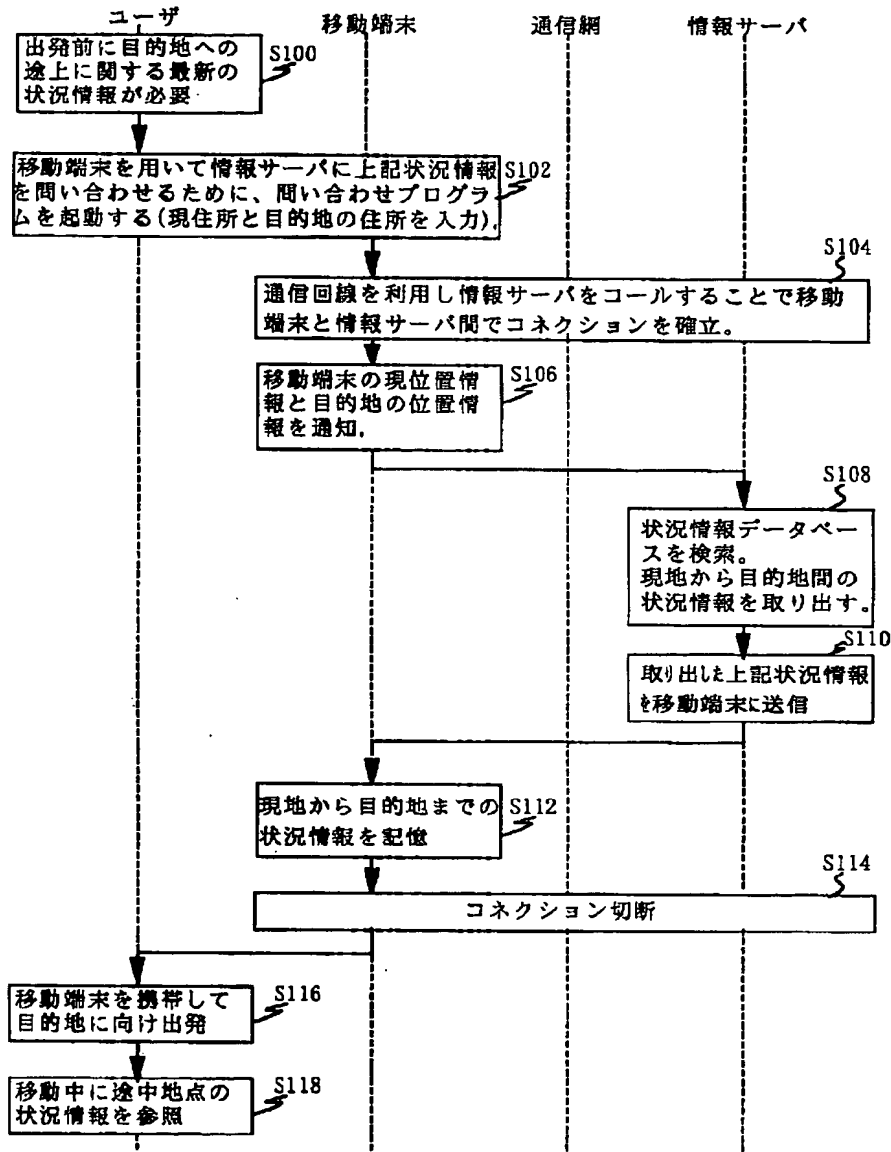 ユーザ
移動端末
通信網
情報サーバ
出発前に目的地への
途上に関する最新の
状況情報が必要
S100
移動端末を用いて情報サーバに上記状況情報
を問い合わせるために、問い合わせプログラ
ムを起動する(現住所と目的地の住所を入力).
S102
S104
通信回線を利用し情報サーバをコールすることで移動
端末と情報サーバ間でコネクションを確立。
移動端末の現位置情
報と目的地の位置情
報を通知.
S106
S108
状況情報データベー
スを検索。
現地から目的地間の
状況情報を取り出す。
S110
取り出した上記状況情報
を移動端末に送信
現地から目的地までの
状況情報を記憶
S112
S114
コネクション切断
移動端末を携帯して
目的地に向け出発
S116
移動中に途中地点の
状況情報を参照
S118